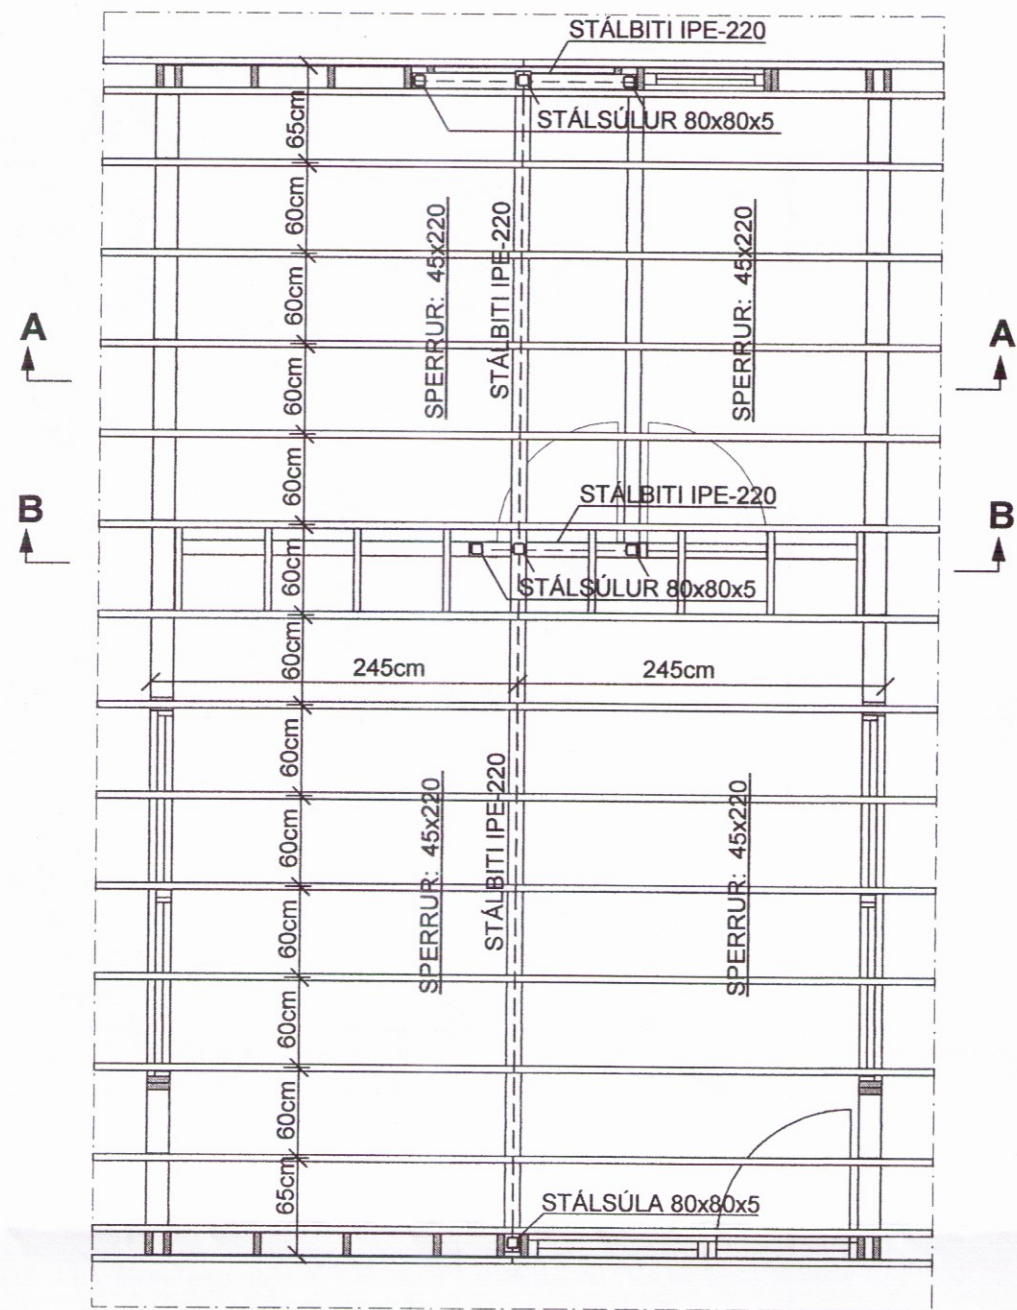 STÁLBITI IPE-220
STÁLSÚLUR 80x80x5
65cm
60cm
60cm
SPERRUR: 45x220
STÁLBITI IPE-220
SPERRUR: 45x220
A
A
60cm
60cm
STÁLBITI IPE-220
B
B
60cm
STÁLSÚLUR 80x80x5
60cm
245cm
245cm
60cm
SPERRUR: 45x220
STÁLBITI IPE-220
SPERRUR: 45x220
60cm
60cm
60cm
60cm
65cm
STÁLSÚLA 80x80x5